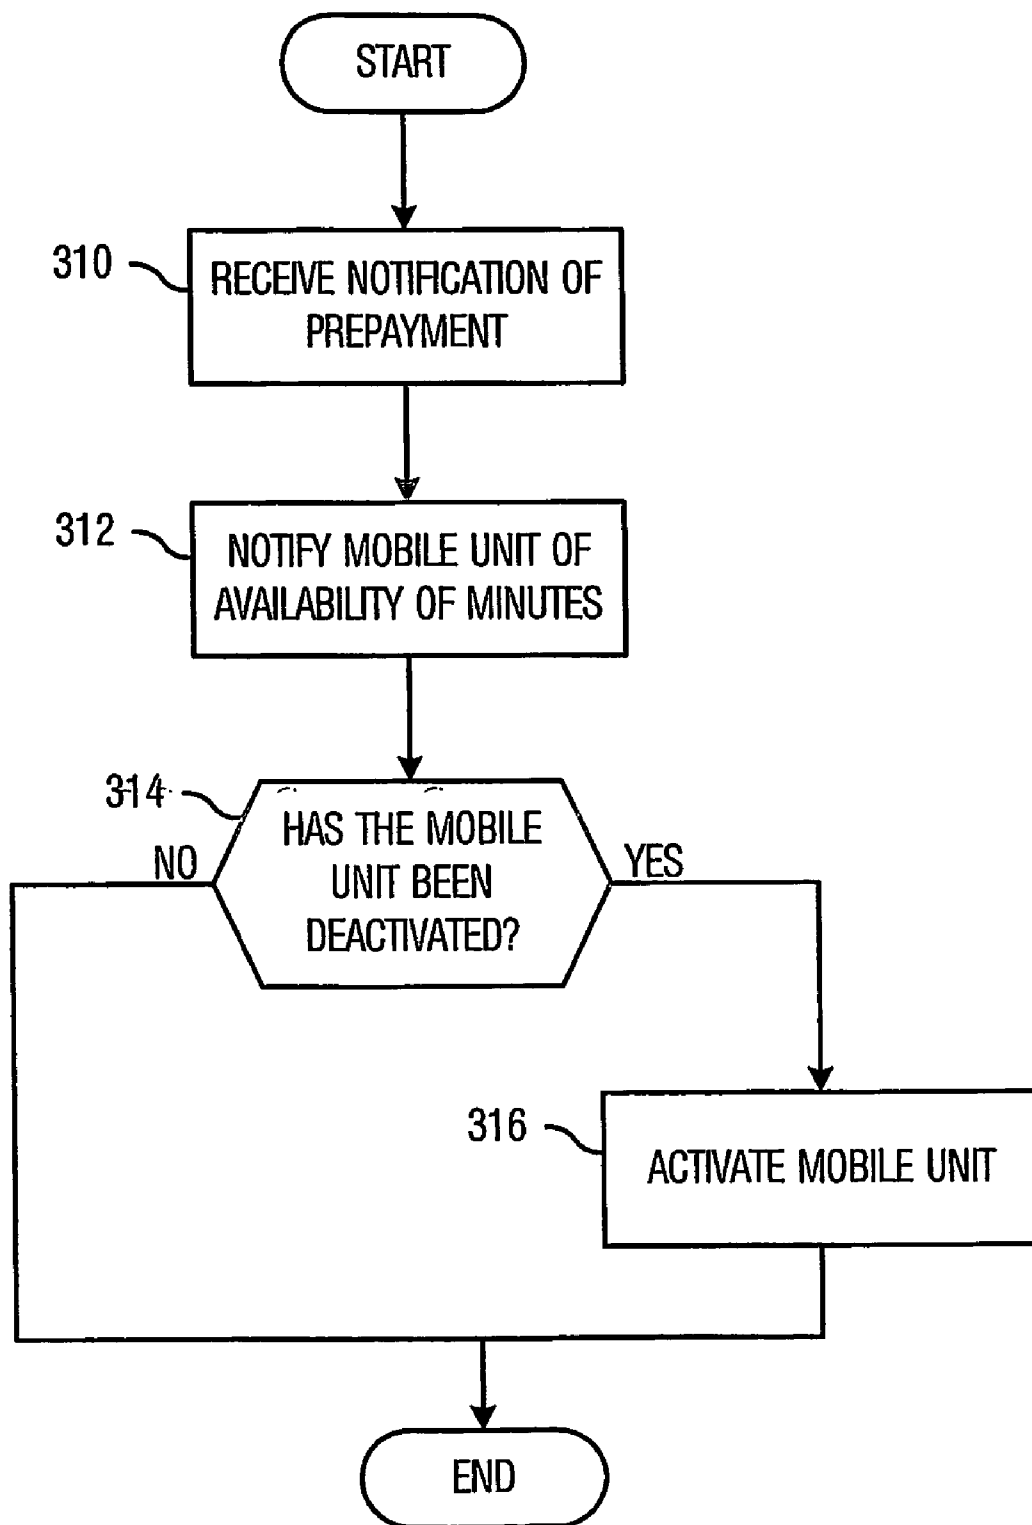 START
310
RECEIVE NOTIFICATION OF
PREPAYMENT
312
NOTIFY MOBILE UNIT OF
AVAILABILITY OF MINUTES
314
HAS THE MOBILE
UNIT BEEN
DEACTIVATED?
NO
YES
316
ACTIVATE MOBILE UNIT
END